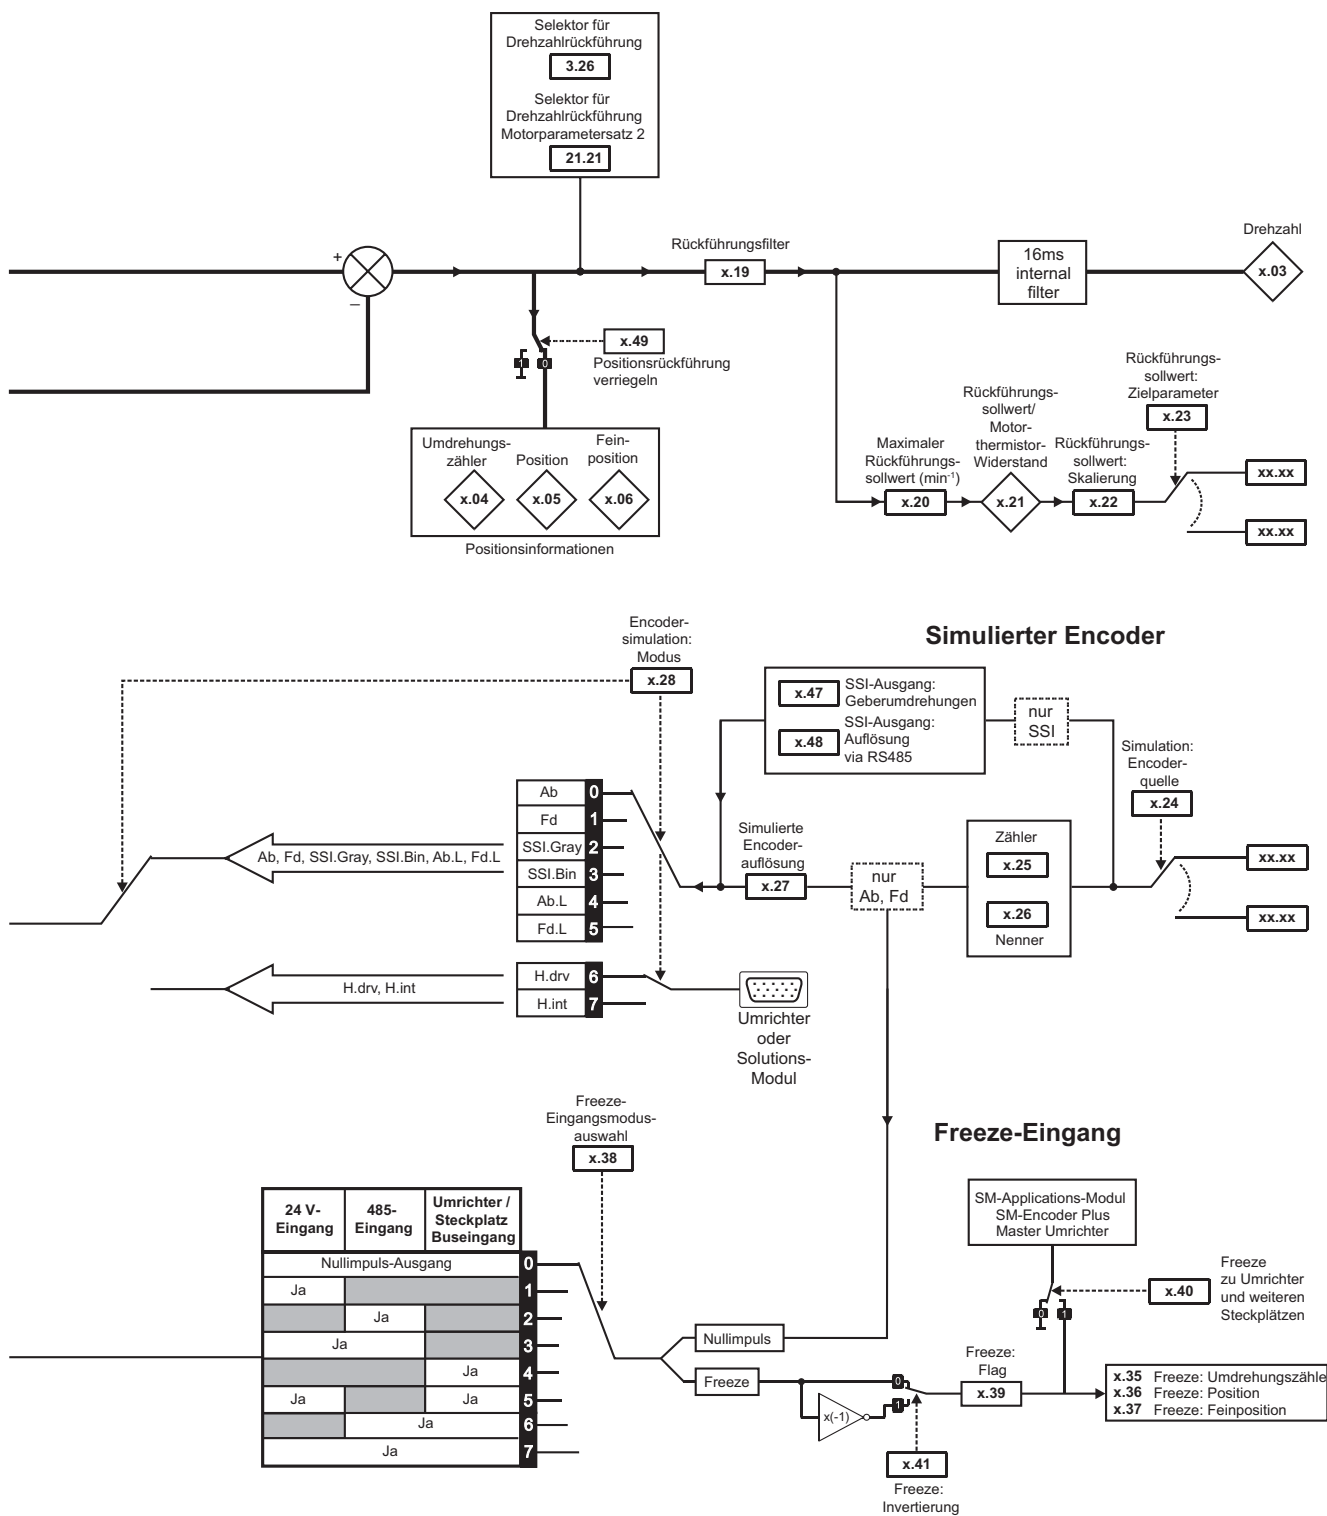 Selektor für
Drehzahlrückführung
3.26
Selektor für
Drehzahlrückführung
Motorparametersatz 2
21.21
+
–
Rückführungsfilter
x.19
16ms
internal
filter
Drehzahl
x.03
x.49
Positionsrückführung
verriegeln
1 0
Umdrehungs-
zähler
x.04
Position
x.05
Fein-
position
x.06
Positionsinformationen
Maximaler
Rückführungs-
sollwert (min-1)
x.20
Rückführungs-
sollwert/
Motor-
thermistor-
Widerstand
x.21
Rückführungs-
sollwert:
Skalierung
x.22
Rückführungs-
sollwert:
Zielparameter
x.23
xx.xx
xx.xx
Simulierter Encoder
Encoder-
simulation:
Modus
x.28
x.47 SSI-Ausgang:
Geberumdrehungen
x.48 SSI-Ausgang:
Auflösung
via RS485
nur
SSI
Simulation:
Encoder-
quelle
x.24
xx.xx
xx.xx
Zähler
x.25
x.26
Nenner
nur
Ab, Fd
Simulierte
Encoder-
auflösung
x.27
Ab 0
Fd 1
SSI.Gray 2
SSI.Bin 3
Ab.L 4
Fd.L 5
Ab, Fd, SSI.Gray, SSI.Bin, Ab.L, Fd.L
H.drv 6
H.int 7
H.drv, H.int
Umrichter
oder
Solutions-
Modul
Freeze-Eingang
Freeze-
Eingangsmodus-
auswahl
x.38
24 V-
Eingang
485-
Eingang
Umrichter /
Steckplatz
Buseingang
Nullimpuls-Ausgang 0
Ja 1
Ja 2
Ja 3
Ja 4
Ja Ja 5
Ja 6
Ja 7
Nullimpuls
Freeze
x(-1)
0
1
x.41
Freeze:
Invertierung
Freeze:
Flag
x.39
SM-Applications-Modul
SM-Encoder Plus
Master Umrichter
0 1
x.40
Freeze
zu Umrichter
und weiteren
Steckplätzen
x.35 Freeze: Umdrehungszähle
x.36 Freeze: Position
x.37 Freeze: Feinposition